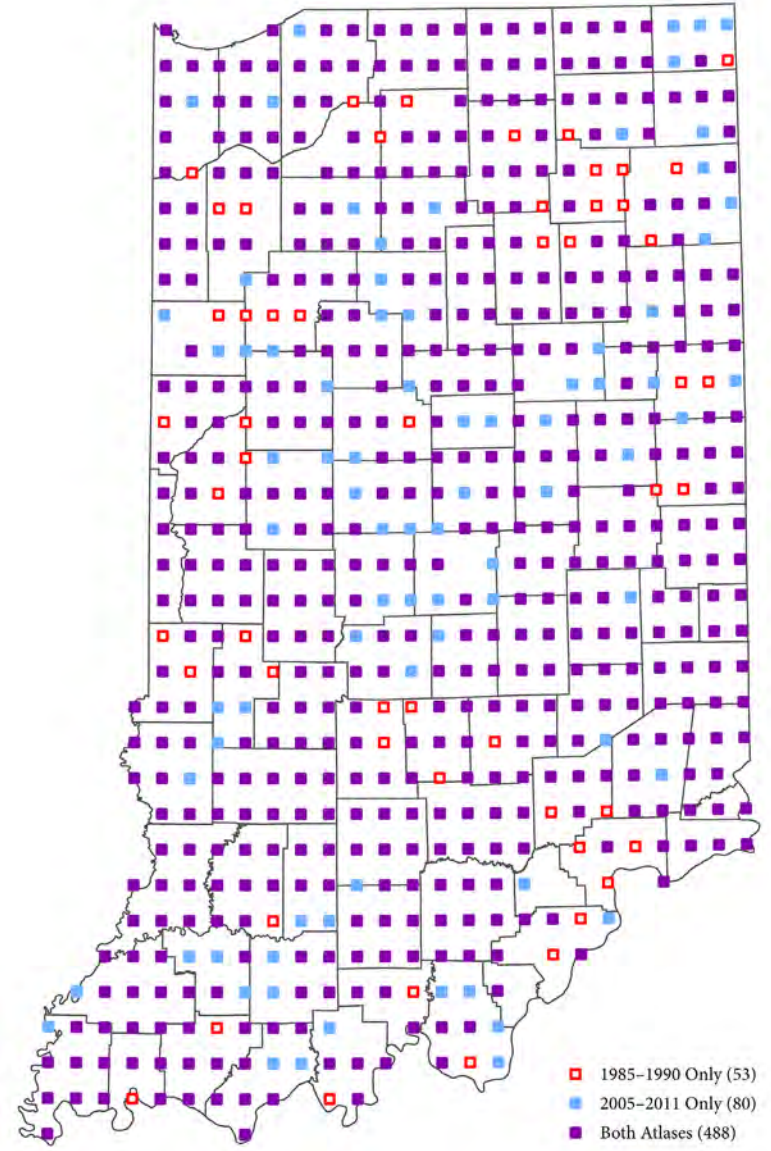 1985–1990 Only (53)
2005–2011 Only (80)
Both Atlases (488)